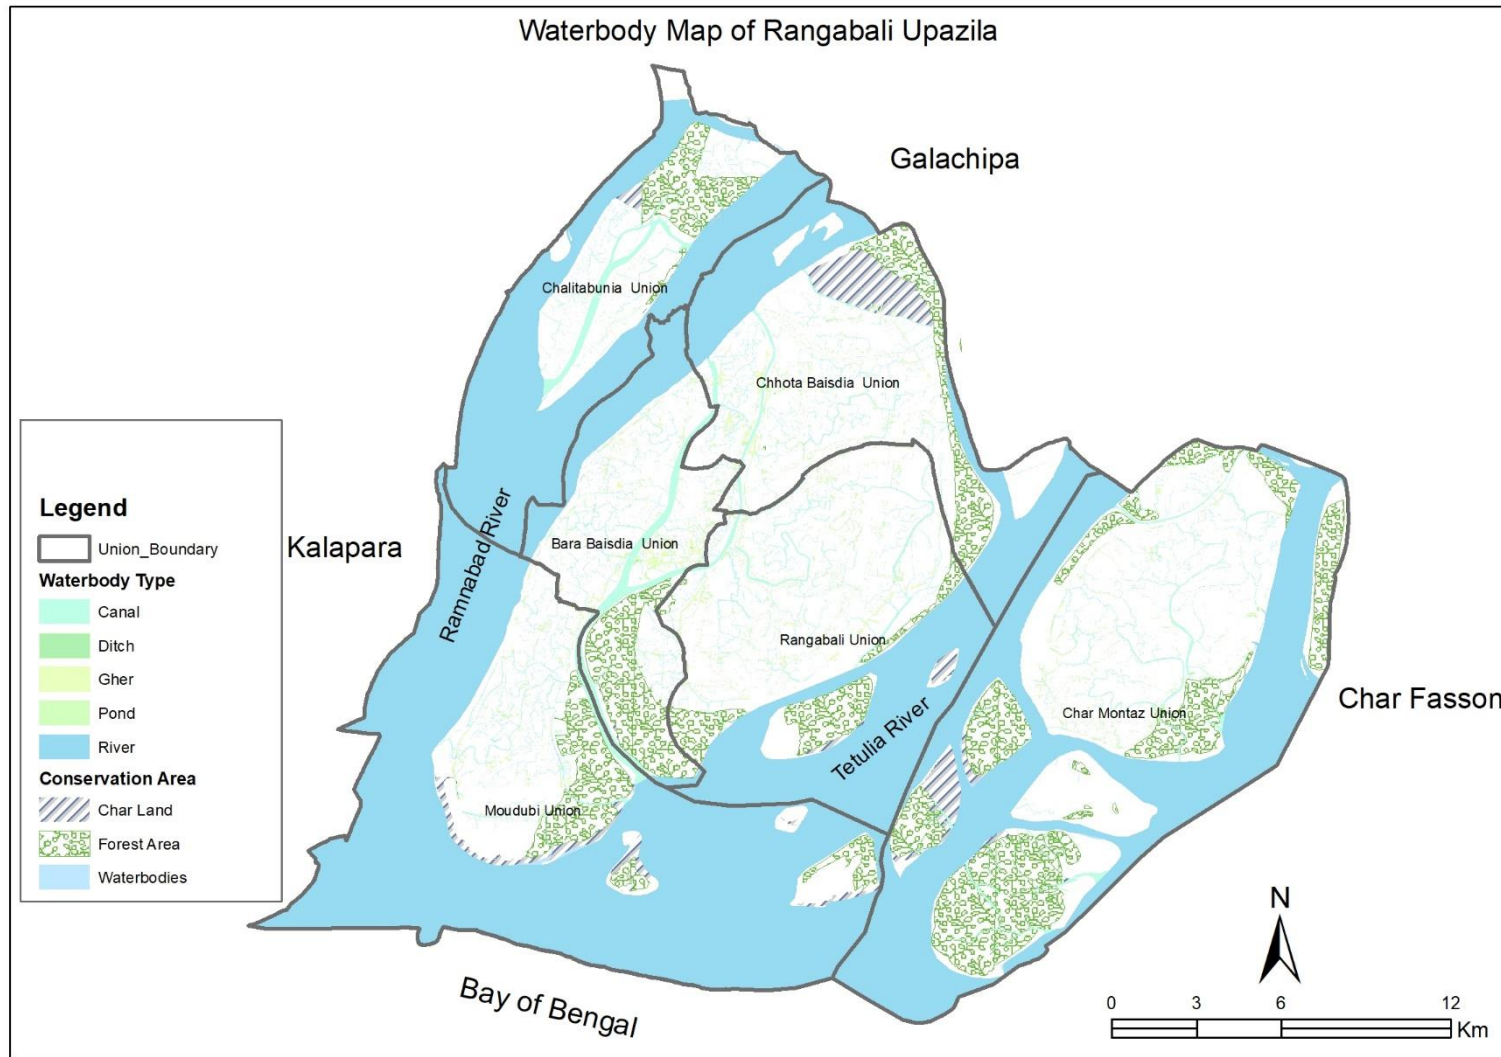 Waterbody Map of Rangabali Upazila
Galachipa
Chalitabunia Union
Chhota Baisdia Union
Kalapara
Ramnabad River
Bara Baisdia Union
Rangabali Union
Char Montaz Union
Char Fasson
Tetulia River
Moudubi Union
Bay of Bengal
Legend
Union_Boundary
Waterbody Type
Canal
Ditch
Gher
Pond
River
Conservation Area
Char Land
Forest Area
Waterbodies
N
0 3 6 12
Km